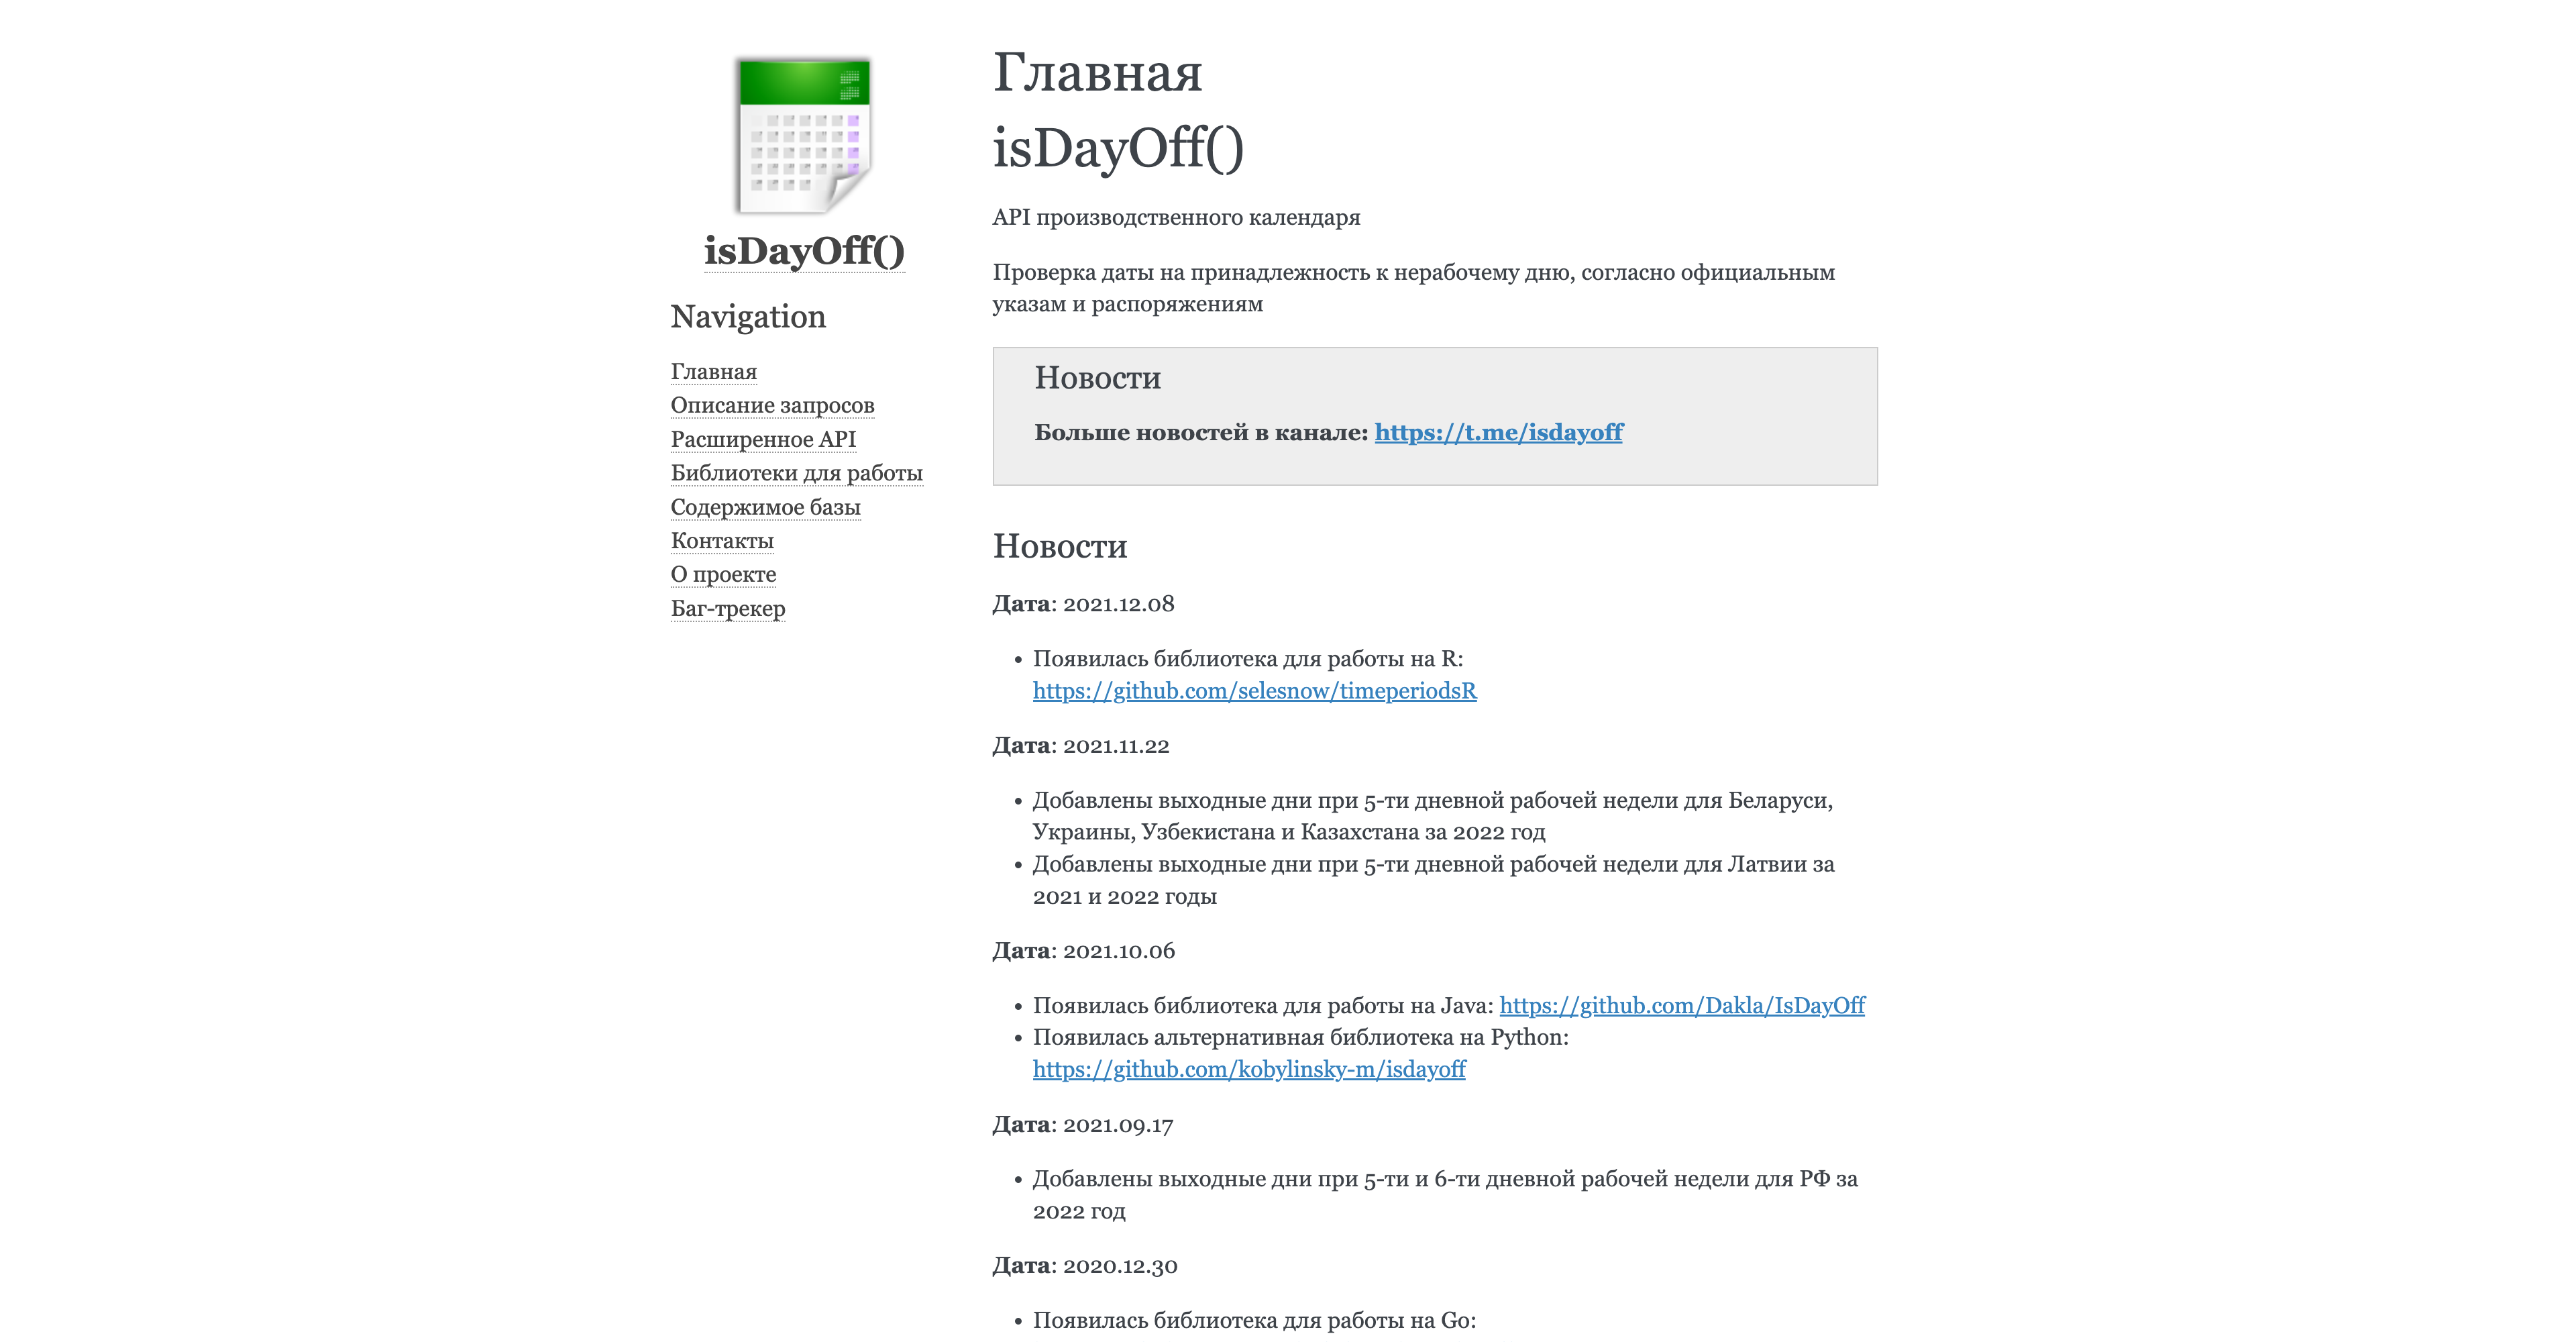 isDayOff()
Navigation
Главная
Описание запросов
Расширенное API
Библиотеки для работы
Содержимое базы
Контакты
О проекте
Баг-трекер
Главная
isDayOff()
API производственного календаря
Проверка даты на принадлежность к нерабочему дню, согласно официальным
указам и распоряжениям
Новости
Больше новостей в канале: https://t.me/isdayoff
Новости
Дата: 2021.12.08
• Появилась библиотека для работы на R:
https://github.com/selesnow/timeperiodsR
Дата: 2021.11.22
• Добавлены выходные дни при 5-ти дневной рабочей недели для Беларуси,
Украины, Узбекистана и Казахстана за 2022 год
• Добавлены выходные дни при 5-ти дневной рабочей недели для Латвии за
2021 и 2022 годы
Дата: 2021.10.06
• Появилась библиотека для работы на Java: https://github.com/Dakla/IsDayOff
• Появилась альтернативная библиотека на Python:
https://github.com/kobylinsky-m/isdayoff
Дата: 2021.09.17
• Добавлены выходные дни при 5-ти и 6-ти дневной рабочей недели для РФ за
2022 год
Дата: 2020.12.30
• Появилась библиотека для работы на Go: